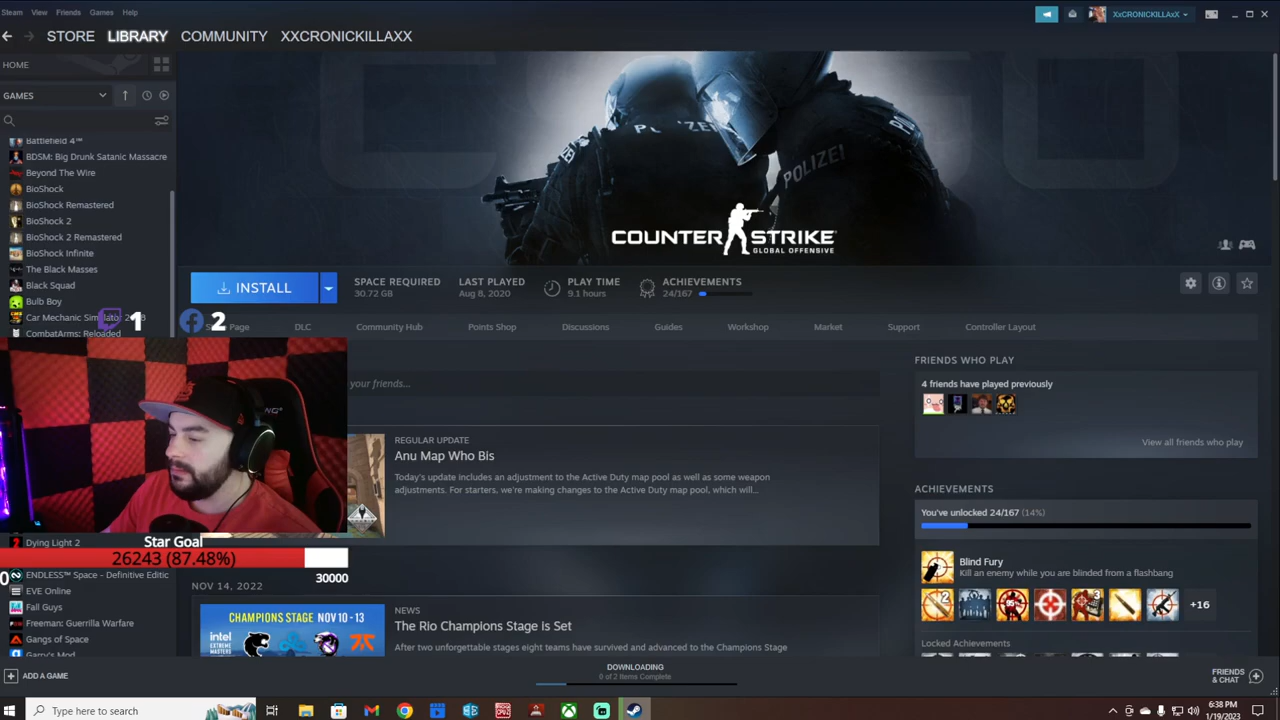 Steam View Friends Games Help
XxCRONICKILLAxX
STORE LIBRARY COMMUNITY XXCRONICKILLAXX
HOME
GAMES
Battlefield 4™
BDSM: Big Drunk Satanic Massacre
Beyond The Wire
BioShock
BioShock Remastered
BioShock 2
BioShock 2 Remastered
BioShock Infinite
The Black Masses
Black Squad
Bulb Boy
Car Mechanic
CombatArms: Reloaded
1 2
POLIZEI
COUNTER STRIKE
GLOBAL OFFENSIVE
INSTALL
SPACE REQUIRED
30.72 GB
LAST PLAYED
Aug 8, 2020
PLAY TIME
9.1 hours
ACHIEVEMENTS
24/167
Page DLC Community Hub Points Shop Discussions Guides Workshop Market Support Controller Layout
your friends...
REGULAR UPDATE
Anu Map Who Bis
Today's update includes an adjustment to the Active Duty map pool as well as some weapon
adjustments. For starters, we're making changes to the Active Duty map pool, which will...
NOV 14, 2022
CHAMPIONS STAGE NOV 10-13
intel
EXTREME
MASTERS
NEWS
The Rio Champions Stage is Set
After two unforgettable stages eight teams have survived and advanced to the Champions Stage
FRIENDS WHO PLAY
4 friends have played previously
View all friends who play
ACHIEVEMENTS
You've unlocked 24/167 (14%)
Blind Fury
Kill an enemy while you are blinded from a flashbang
+16
Locked Achievements
Dying Light 2
Star Goal
26243 (87.48%)
30000
0
ENDLESS™ Space - Definitive Editic
EVE Online
Fall Guys
Freeman: Guerrilla Warfare
Gangs of Space
Garry's Mod
ADD A GAME
DOWNLOADING
0 of 2 Items Complete
FRIENDS
& CHAT
Type here to search
6:38 PM
1/19/2023